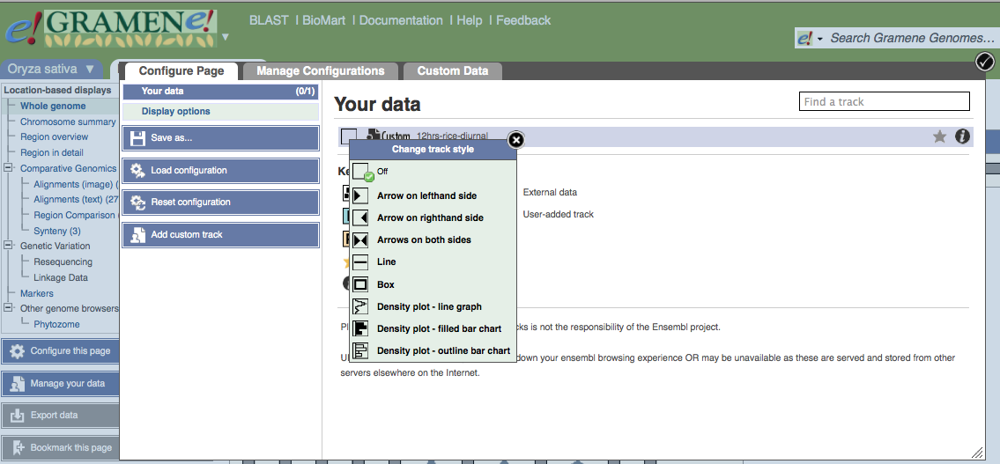 e! GRAMENE e!
BLAST | BioMart | Documentation | Help | Feedback
e! Search Gramene Genomes...
Oryza sativa ▼
Configure Page
Manage Configurations
Custom Data
Location-based displays
Whole genome
Chromosome summary
Region overview
Region in detail
Comparative Genomics
Alignments (image) (
Alignments (text) (27
Region Comparison
Synteny (3)
Genetic Variation
Resequencing
Linkage Data
Markers
Other genome browsers
Phytozome
Configure this page
Manage your data
Export data
Bookmark this page
Your data (0/1)
Display options
Save as...
Load configuration
Reset configuration
Add custom track
Your data
Find a track
Custom 12hrs-rice-diurnal
Change track style
Off
Arrow on lefthand side
Arrow on righthand side
Arrows on both sides
Line
Box
Density plot - line graph
Density plot - filled bar chart
Density plot - outline bar chart
Ke
External data
User-added track
Pl
cks is not the responsibility of the Ensembl project.
down your ensembl browsing experience OR may be unavailable as these are served and stored from other
servers elsewhere on the Internet.